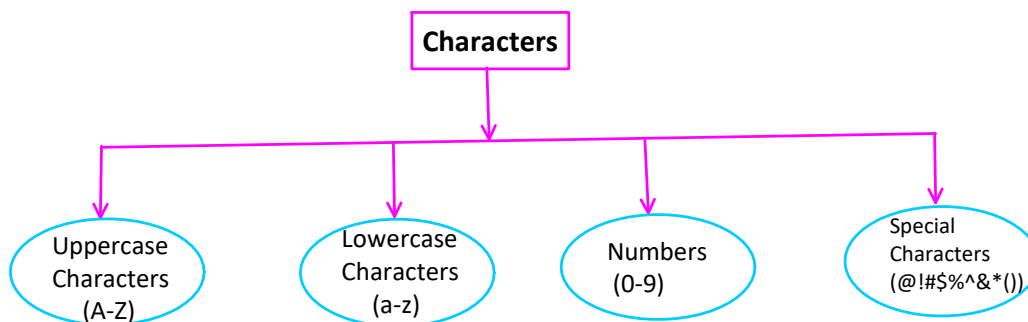 Characters
Uppercase
Characters
(A-Z)
Lowercase
Characters
(a-z)
Numbers
(0-9)
Special
Characters
(@!#$%^&*())